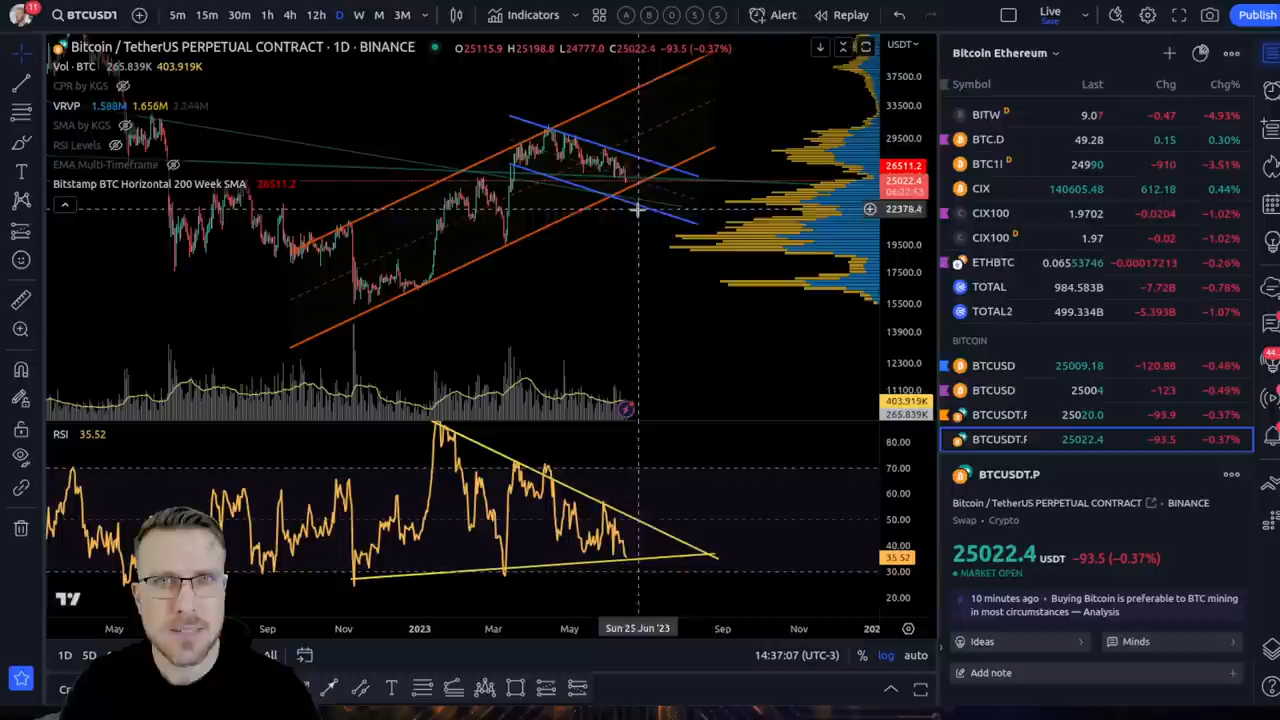 11
BTCUSDT
5m 15m 30m 1h 4h 12h D W M 3M
Indicators
A B O S S
Alert
Replay
Live
Save
Publish
Bitcoin / TetherUS PERPETUAL CONTRACT · 1D · BINANCE
O25115.9 H25198.8 L24777.0 C25022.4 −93.5 (−0.37%)
USDT
Vol · BTC 265.839K 403.919K
CPR by KGS
VRVP 1.588M 1.656M 3.244M
SMA by KGS
RSI Levels
EMA Multi-Timeframe
Bitstamp BTC Horizontal 200 Week SMA 26511.2
37500.0
33500.0
29500.0
26511.2
25022.4
06:22:53
22378.4
19500.0
17500.0
15500.0
13900.0
12300.0
11100.0
403.919K
265.839K
RSI 35.52
80.00
70.00
60.00
50.00
40.00
35.52
30.00
20.00
May Sep Nov 2023 Mar May Sun 25 Jun '23 Sep Nov 202
1D 5D All
14:37:07 (UTC-3)
% log auto
Bitcoin Ethereum
Symbol Last Chg Chg%
BITW D 9.07 −0.47 −4.93%
BTC.D 49.28 0.15 0.30%
BTC1! D 24990 −910 −3.51%
CIX 140605.48 612.18 0.44%
CIX100 1.9702 −0.0204 −1.02%
CIX100 D 1.97 −0.02 −1.02%
ETHBTC 0.06553746 −0.00017213 −0.26%
TOTAL 984.583B −7.72B −0.78%
TOTAL2 499.334B −5.393B −1.07%
BITCOIN
BTCUSD 25009.18 −120.88 −0.48%
BTCUSD 25004 −123 −0.49%
BTCUSDT.P 25020.0 −93.9 −0.37%
BTCUSDT.P 25022.4 −93.5 −0.37%
BTCUSDT.P
Bitcoin / TetherUS PERPETUAL CONTRACT BINANCE
Swap • Crypto
25022.4 USDT −93.5 (−0.37%)
MARKET OPEN
10 minutes ago • Buying Bitcoin is preferable to BTC mining
in most circumstances — Analysis
Ideas
Minds
Add note
44